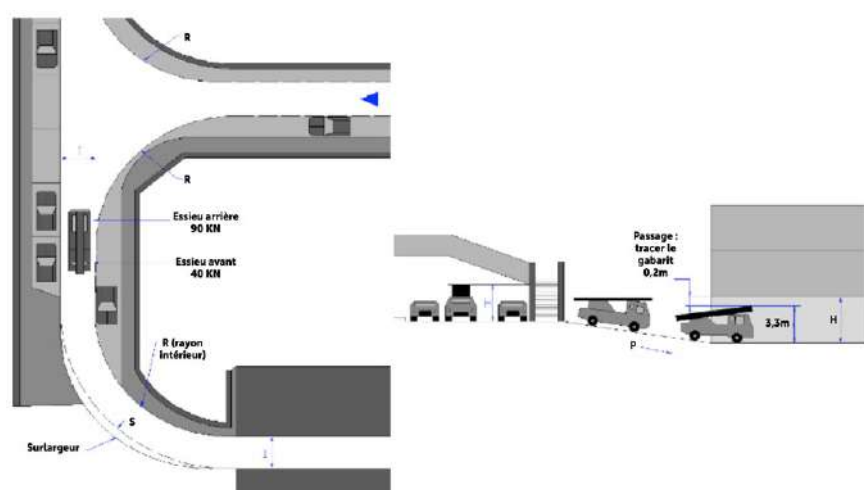 R
R
Essieu arrière
90 KN
Essieu avant
40 KN
R (rayon
intérieur)
S
Surlargeur
I
Passage :
tracer le
gabarit
0,2m
H
3,3m
H
P